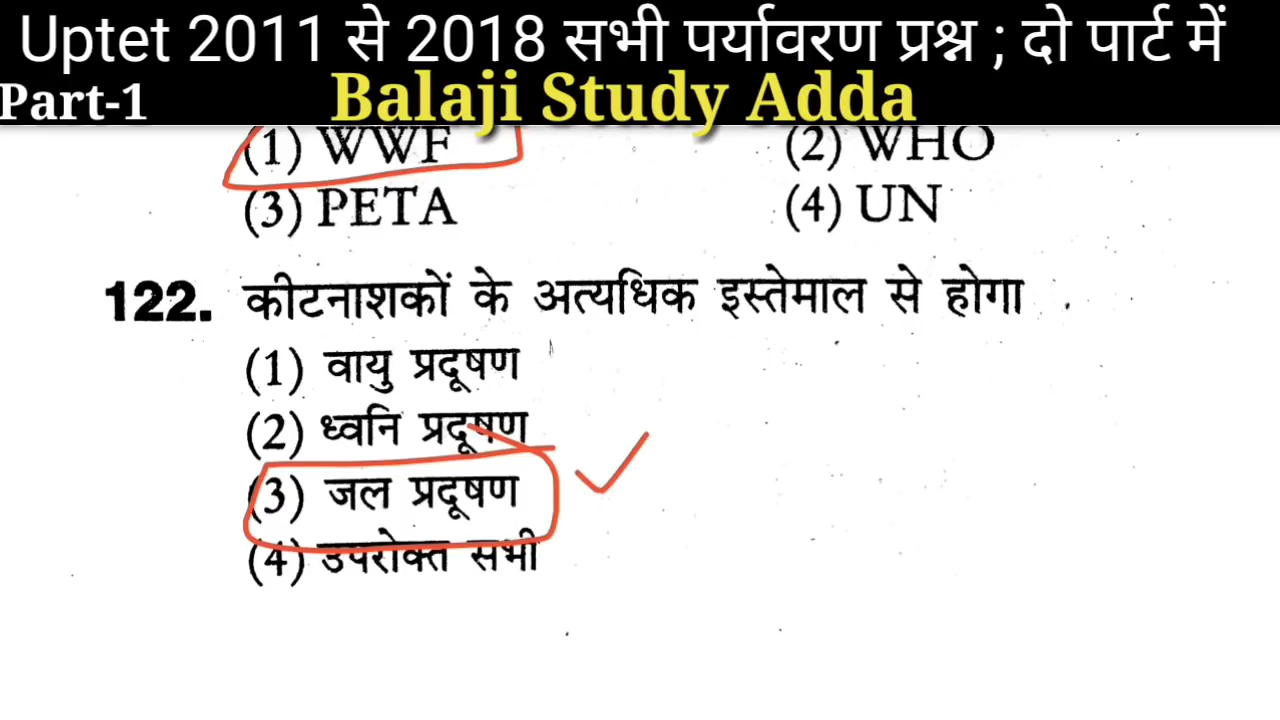 Uptet 2011 से 2018 सभी पर्यावरण प्रश्न ; दो पार्ट में
Part-1 Balaji Study Adda
(1) WWF (2) WHO
(3) PETA (4) UN
122. कीटनाशकों के अत्यधिक इस्तेमाल से होगा
(1) वायु प्रदूषण
(2) ध्वनि प्रदूषण
(3) जल प्रदूषण
(4) उपरोक्त सभी